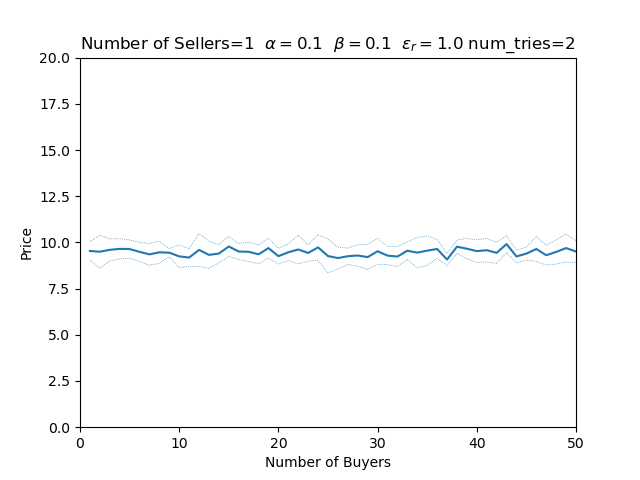 Number of Sellers=1 α = 0.1 β = 0.1 εr = 1.0 num_tries=2
20.0
17.5
15.0
12.5
10.0
7.5
5.0
2.5
0.0
Price
0 10 20 30 40 50
Number of Buyers